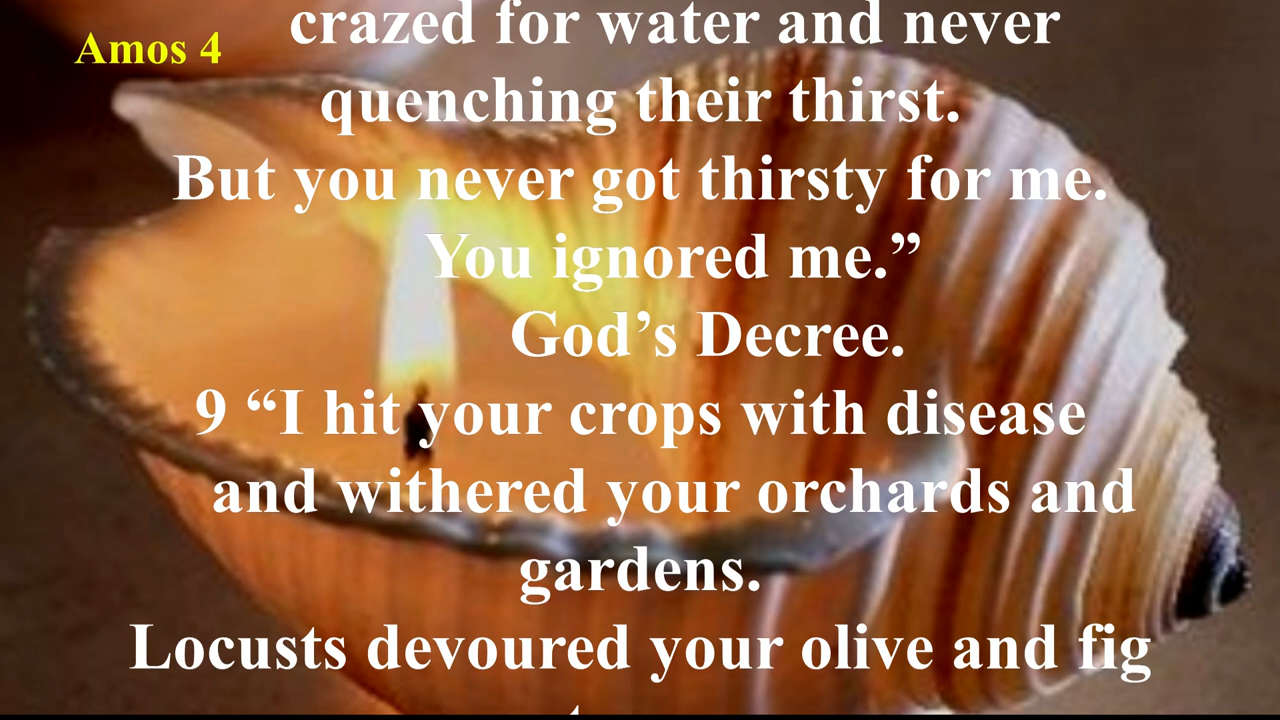 crazed for water and never
Amos 4
quenching their thirst.
But you never got thirsty for me.
You ignored me.”
God’s Decree.
9 “I hit your crops with disease
and withered your orchards and
gardens.
Locusts devoured your olive and fig